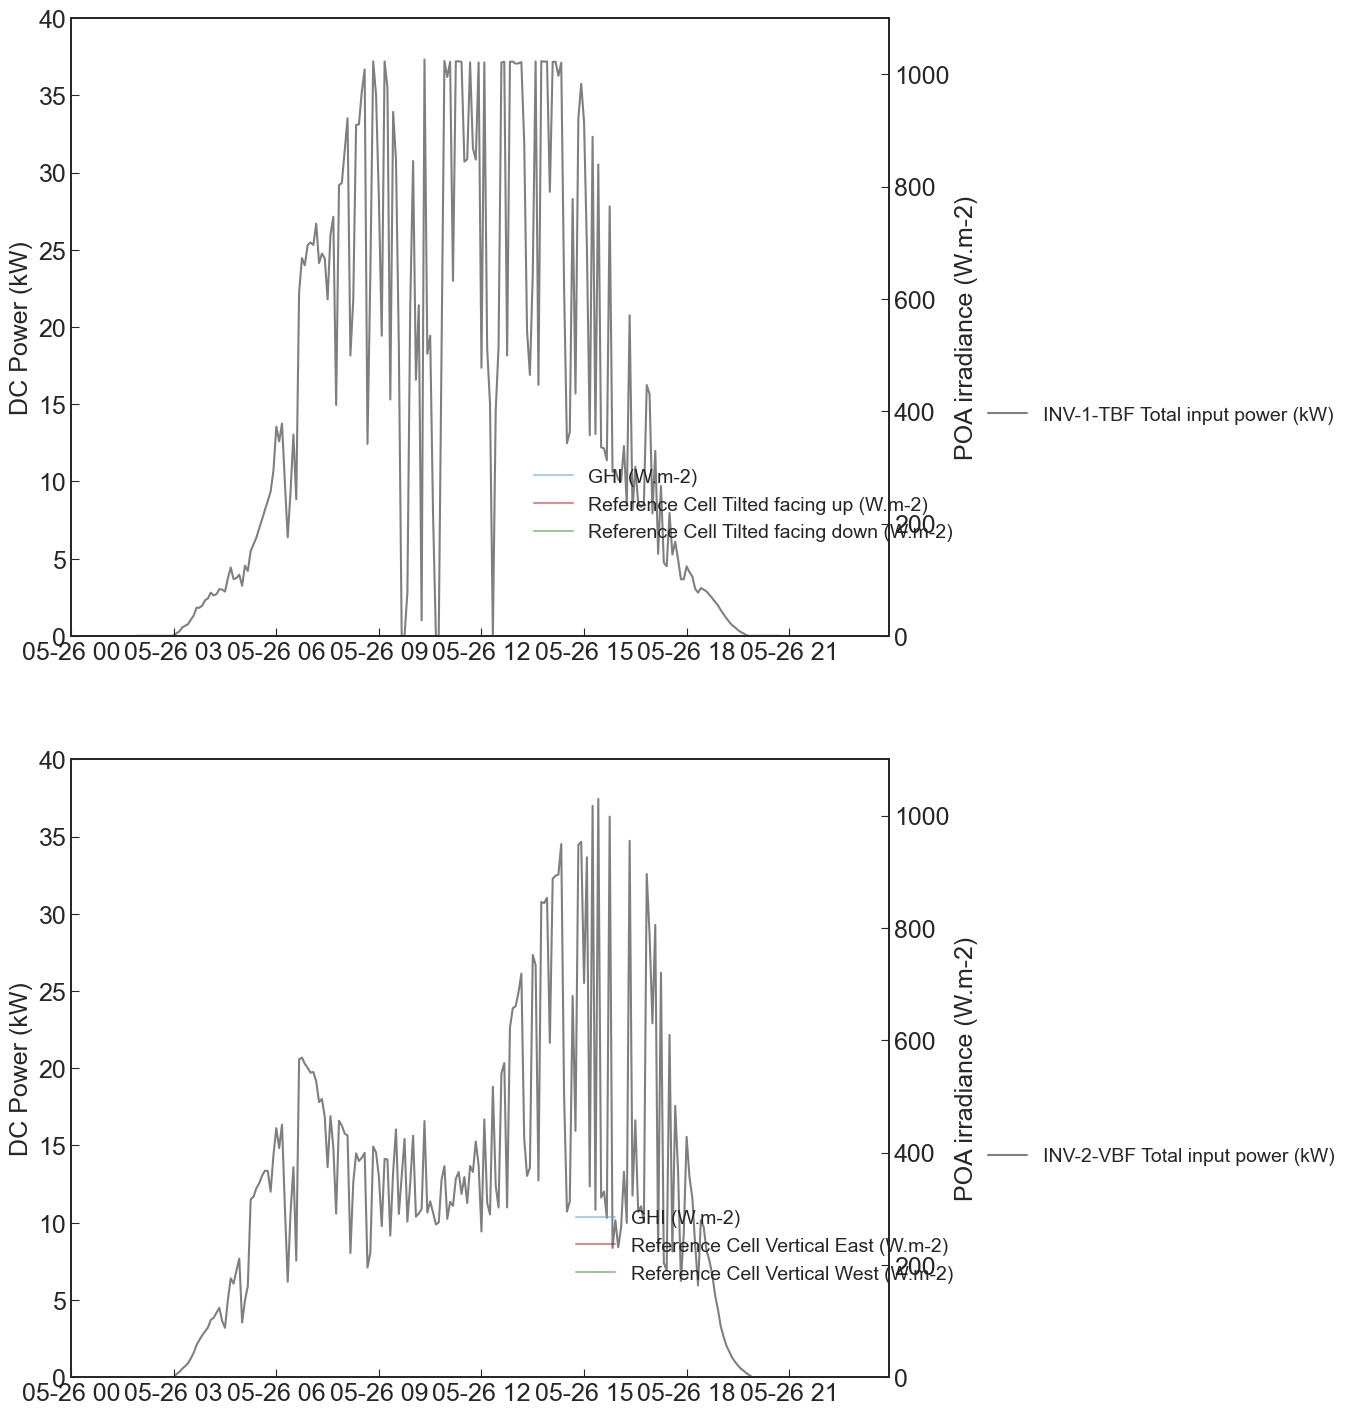 40
35
30
25
20
15
10
5
0
DC Power (kW)
1000
800
600
400
200
0
POA irradiance (W.m-2)
INV-1-TBF Total input power (kW)
GHI (W.m-2)
Reference Cell Tilted facing up (W.m-2)
Reference Cell Tilted facing down (W.m-2)
05-26 00 05-26 03 05-26 06 05-26 09 05-26 12 05-26 15 05-26 18 05-26 21
40
35
30
25
20
15
10
5
0
DC Power (kW)
1000
800
600
400
200
0
POA irradiance (W.m-2)
INV-2-VBF Total input power (kW)
GHI (W.m-2)
Reference Cell Vertical East (W.m-2)
Reference Cell Vertical West (W.m-2)
05-26 00 05-26 03 05-26 06 05-26 09 05-26 12 05-26 15 05-26 18 05-26 21